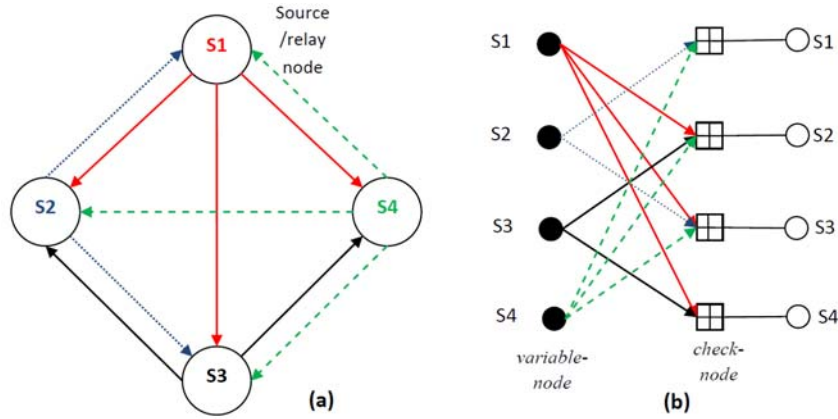 Source
/relay
node
S1
S2
S4
S3
(a)
S1
S2
S3
S4
S1
S2
S3
S4
variable-
node
check-
node
(b)